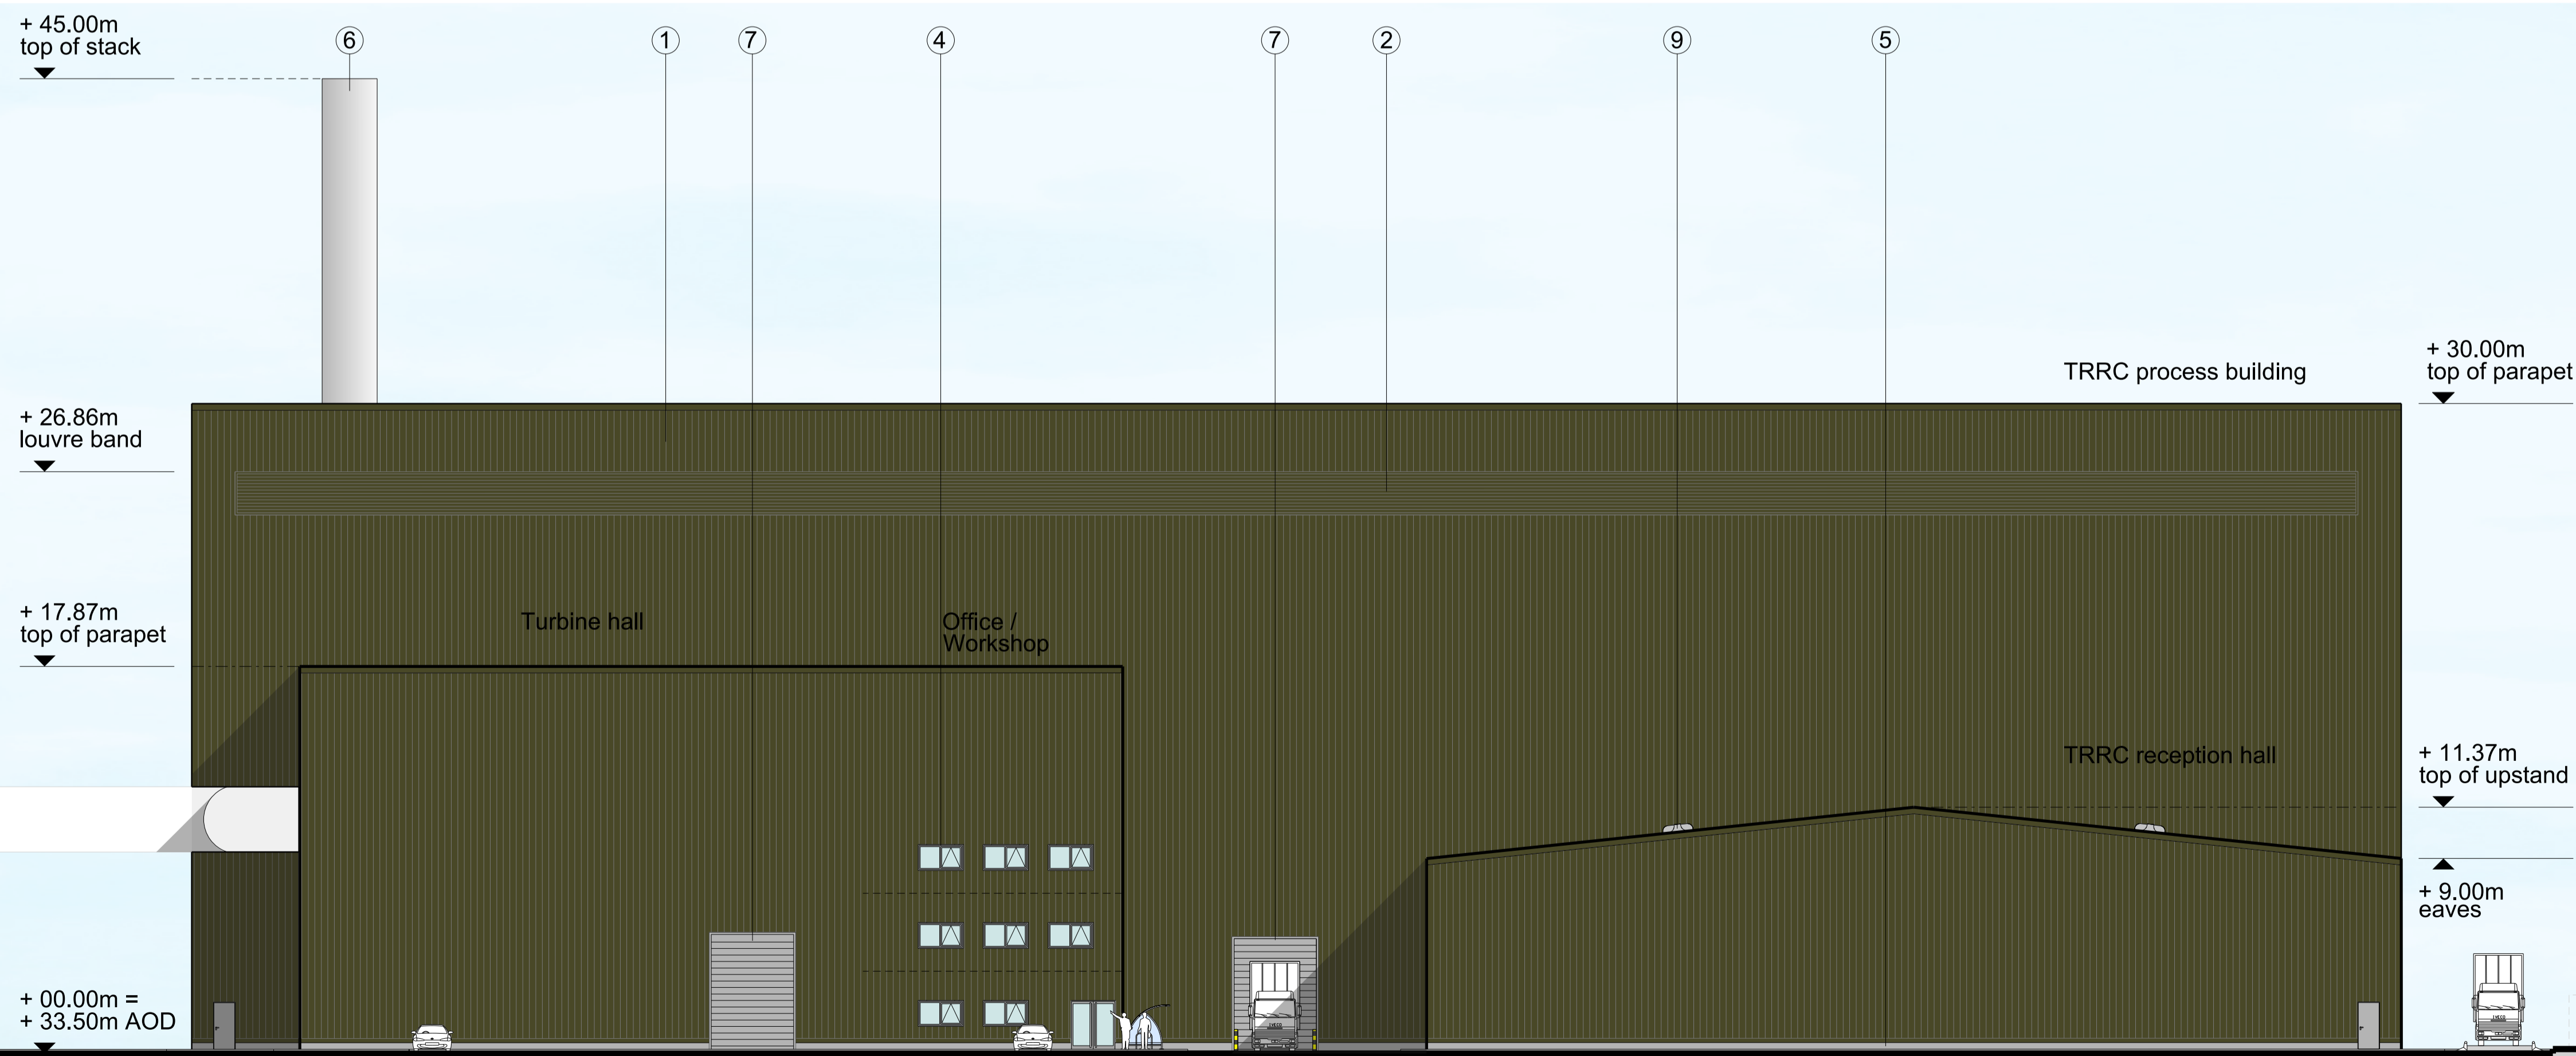 + 45.00m
top of stack
6
1
7
4
7
2
9
5
+ 30.00m
top of parapet
TRRC process building
+ 26.86m
louvre band
+ 17.87m
top of parapet
Turbine hall
Office /
Workshop
TRRC reception hall
+ 11.37m
top of upstand
+ 9.00m
eaves
+ 00.00m =
+ 33.50m AOD
IVECO
IVECO